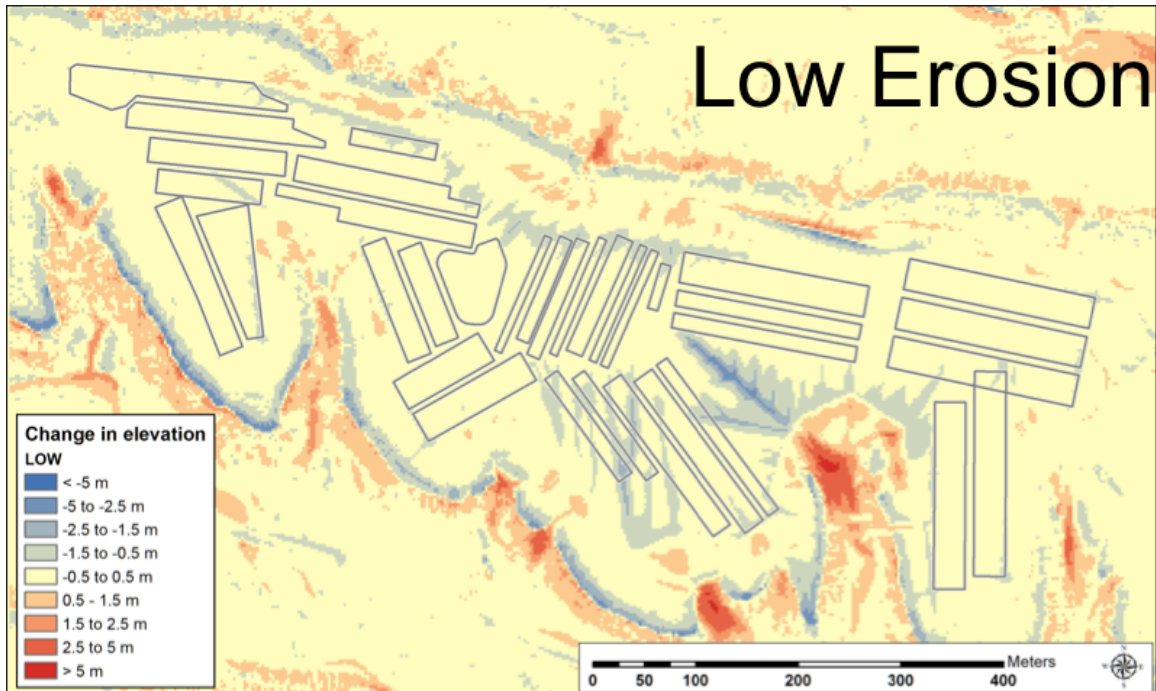 Low Erosion
Change in elevation
LOW
< -5 m
-5 to -2.5 m
-2.5 to -1.5 m
-1.5 to -0.5 m
-0.5 to 0.5 m
0.5 - 1.5 m
1.5 to 2.5 m
2.5 to 5 m
> 5 m
Meters
0 50 100 200 300 400